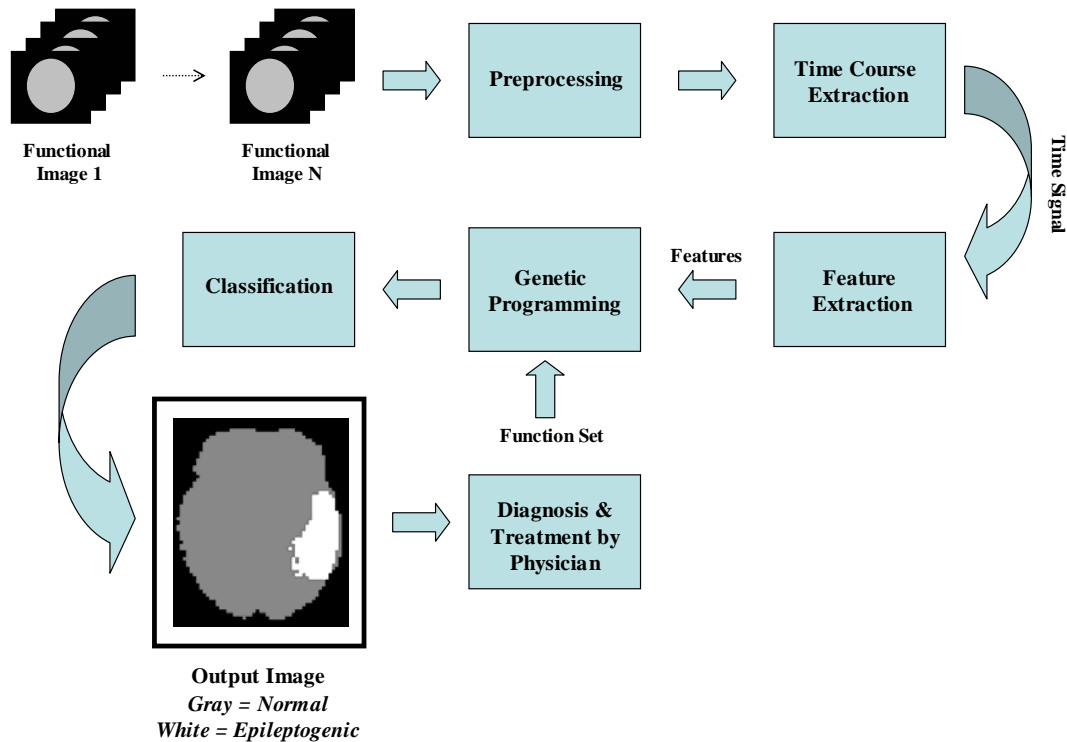 Functional
Image 1
Functional
Image N
Preprocessing
Time Course
Extraction
Time Signal
Feature
Extraction
Features
Genetic
Programming
Function Set
Classification
Output Image
Gray = Normal
White = Epileptogenic
Diagnosis &
Treatment by
Physician